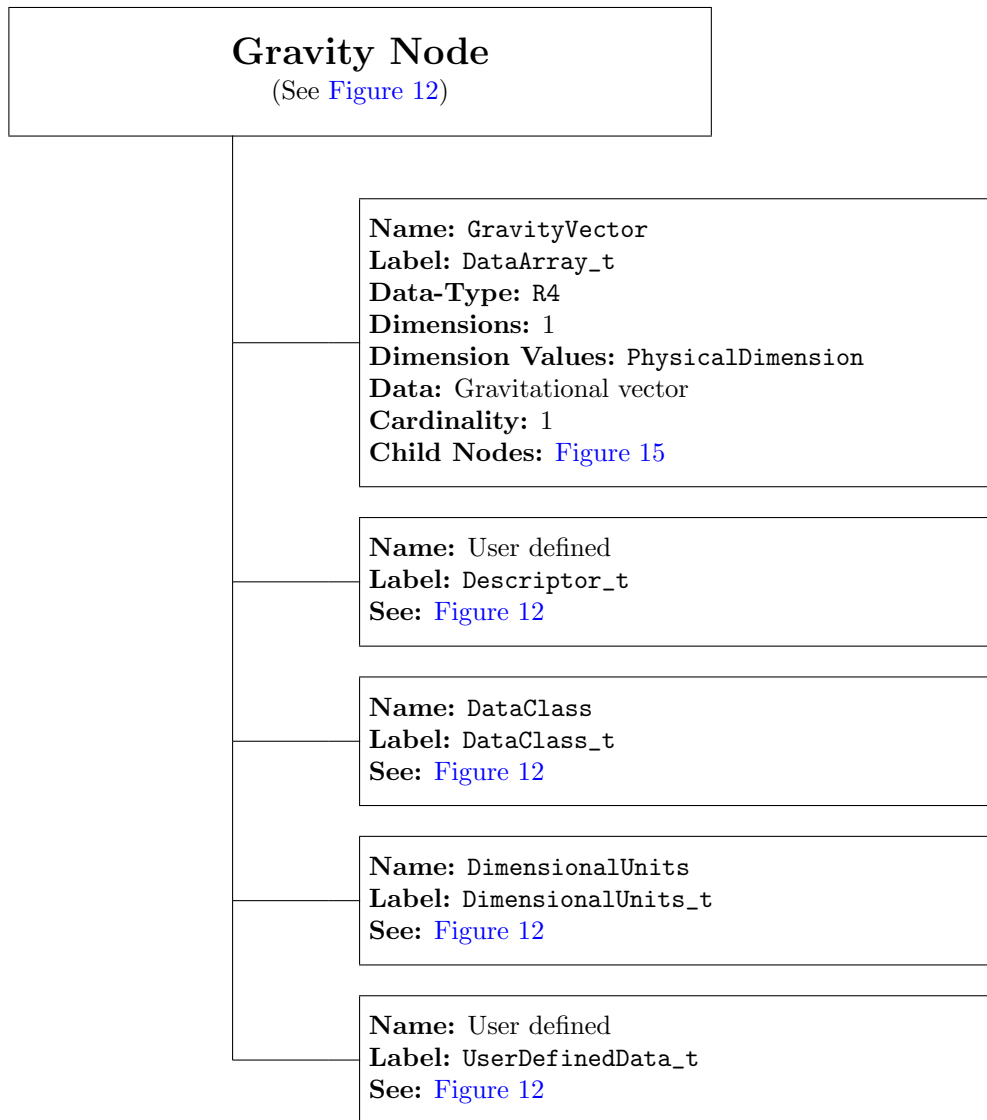 Gravity Node
(See Figure 12)
Name: GravityVector
Label: DataArray_t
Data-Type: R4
Dimensions: 1
Dimension Values: PhysicalDimension
Data: Gravitational vector
Cardinality: 1
Child Nodes: Figure 15
Name: User defined
Label: Descriptor_t
See: Figure 12
Name: DataClass
Label: DataClass_t
See: Figure 12
Name: DimensionalUnits
Label: DimensionalUnits_t
See: Figure 12
Name: User defined
Label: UserDefinedData_t
See: Figure 12